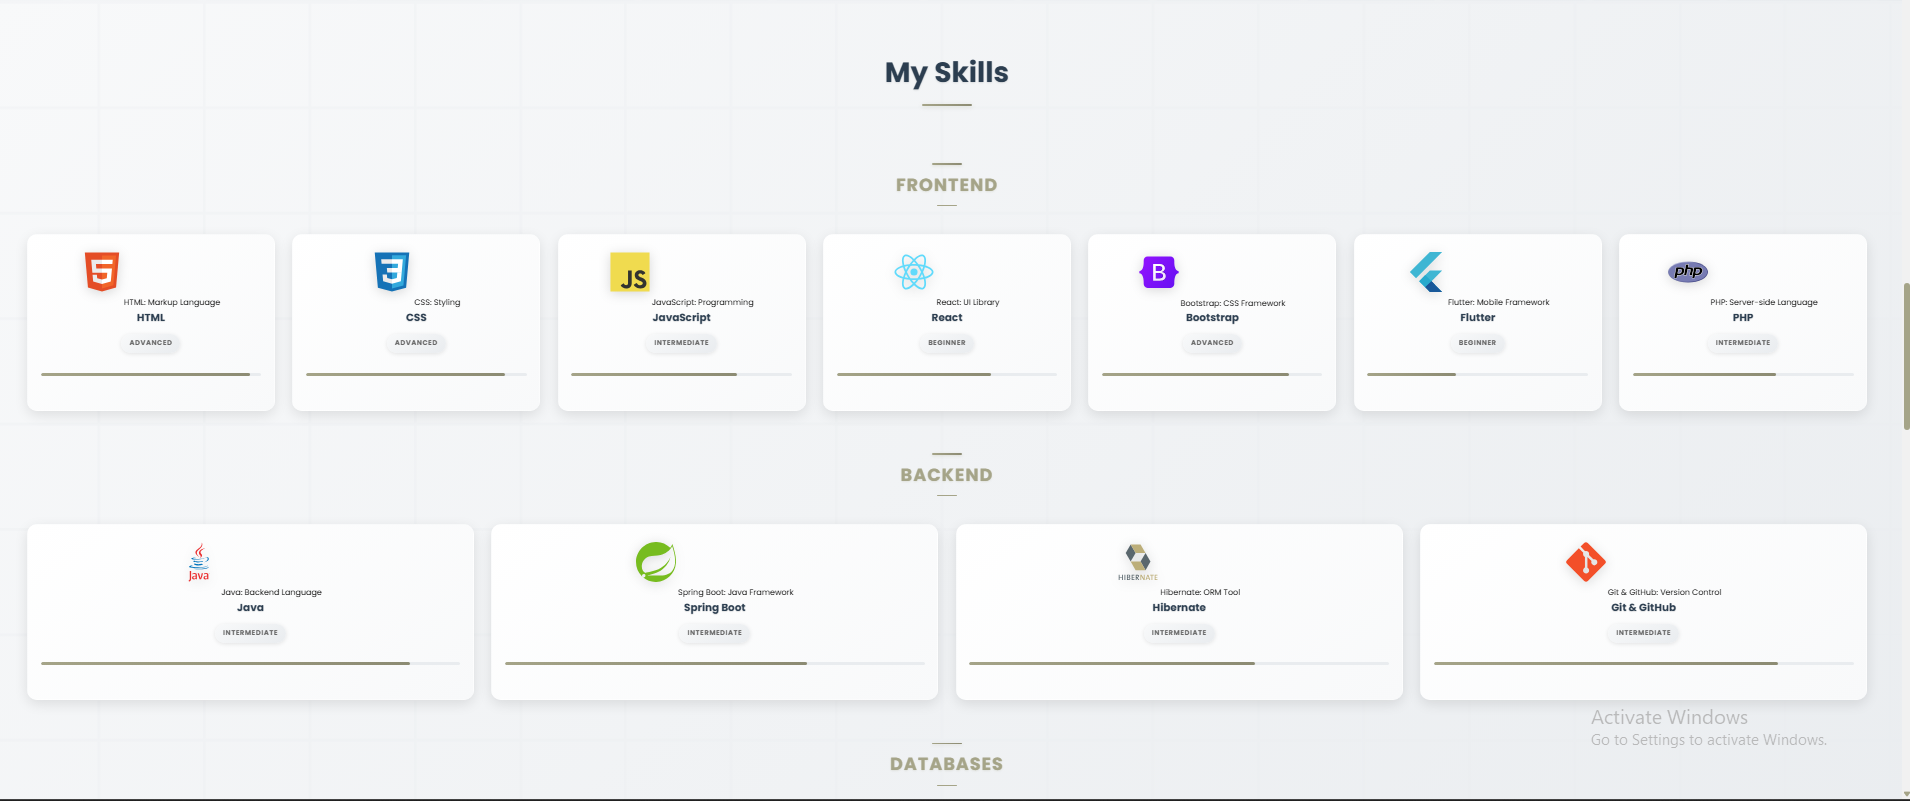 My Skills
FRONTEND
5
HTML: Markup Language
HTML
ADVANCED
3
CSS: Styling
CSS
ADVANCED
JS
JavaScript: Programming
JavaScript
INTERMEDIATE
React: UI Library
React
BEGINNER
B
Bootstrap: CSS Framework
Bootstrap
ADVANCED
Flutter: Mobile Framework
Flutter
BEGINNER
php
PHP: Server-side Language
PHP
INTERMEDIATE
BACKEND
Java
Java: Backend Language
Java
INTERMEDIATE
Spring Boot: Java Framework
Spring Boot
INTERMEDIATE
HIBERNATE
Hibernate: ORM Tool
Hibernate
INTERMEDIATE
Git & GitHub: Version Control
Git & GitHub
INTERMEDIATE
Activate Windows
Go to Settings to activate Windows.
DATABASES